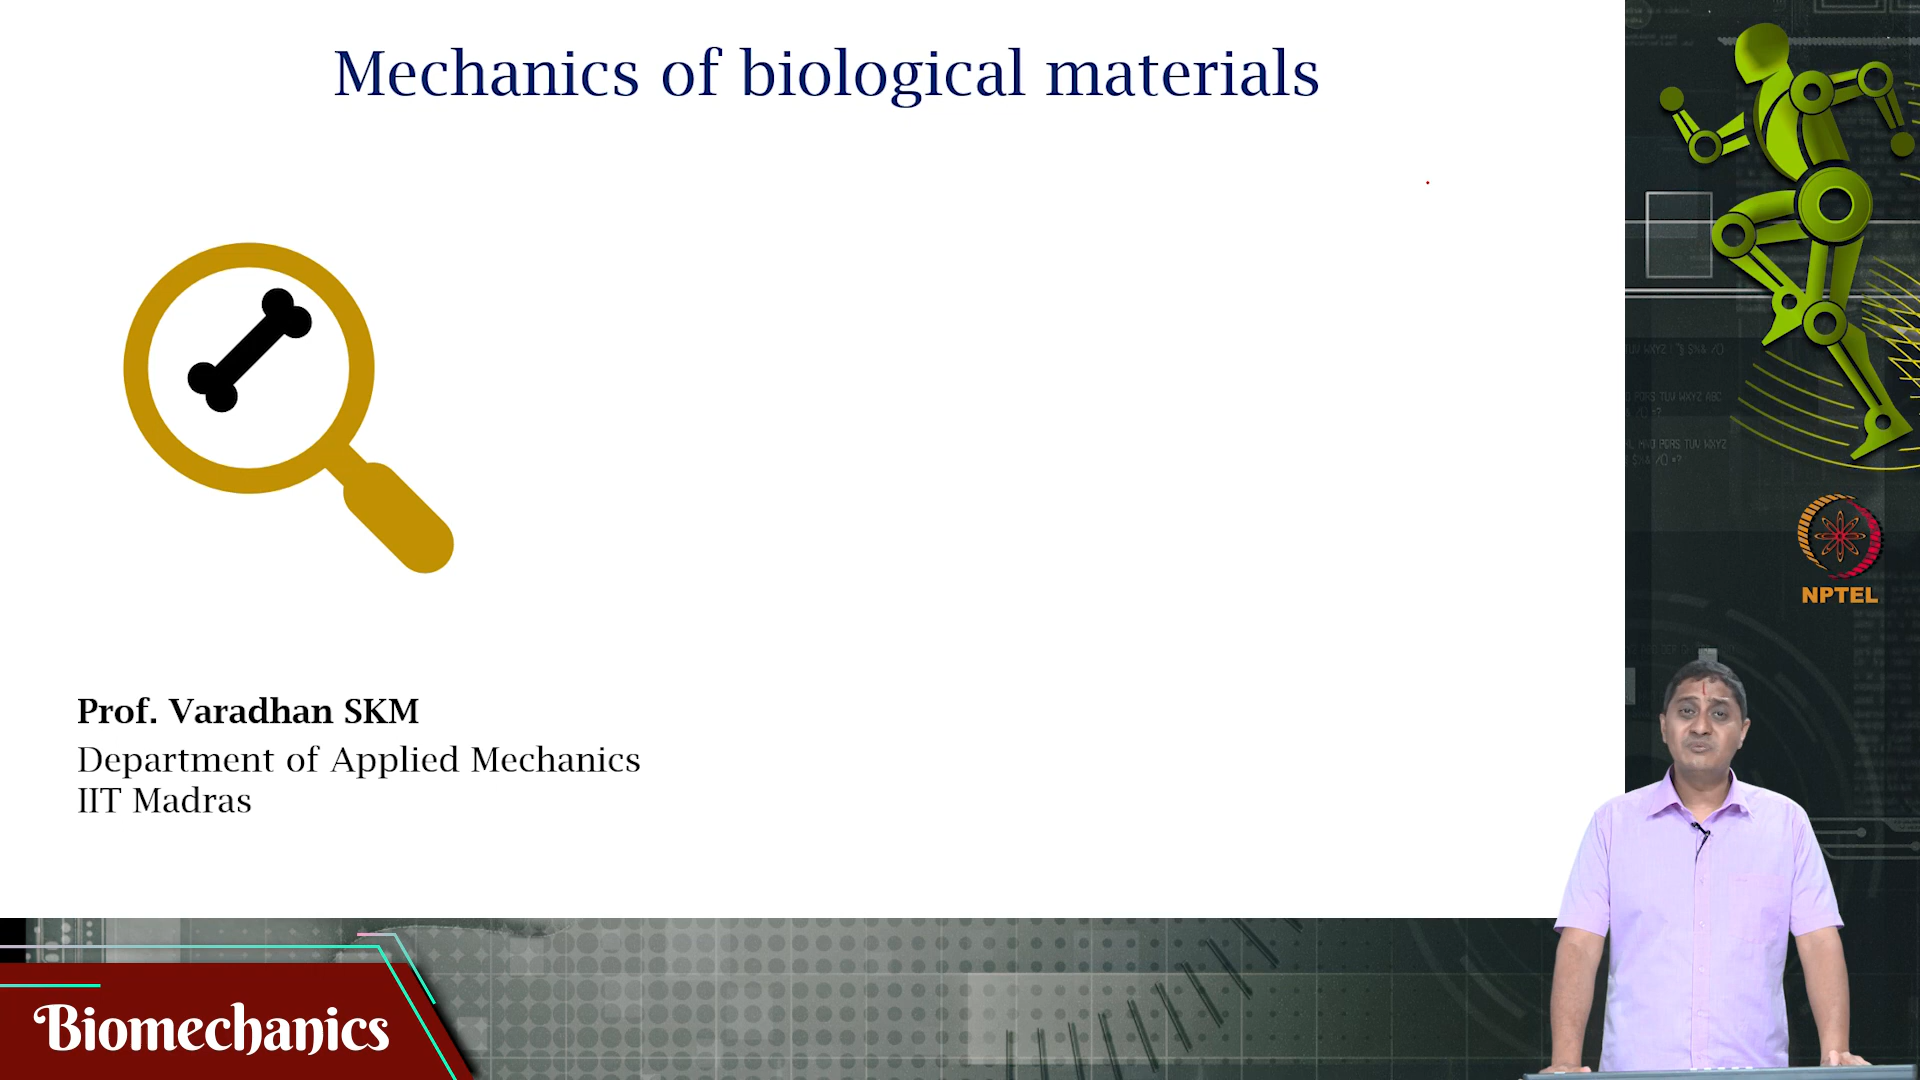 Mechanics of biological materials
NPTEL
Prof. Varadhan SKM
Department of Applied Mechanics
IIT Madras
Biomechanics